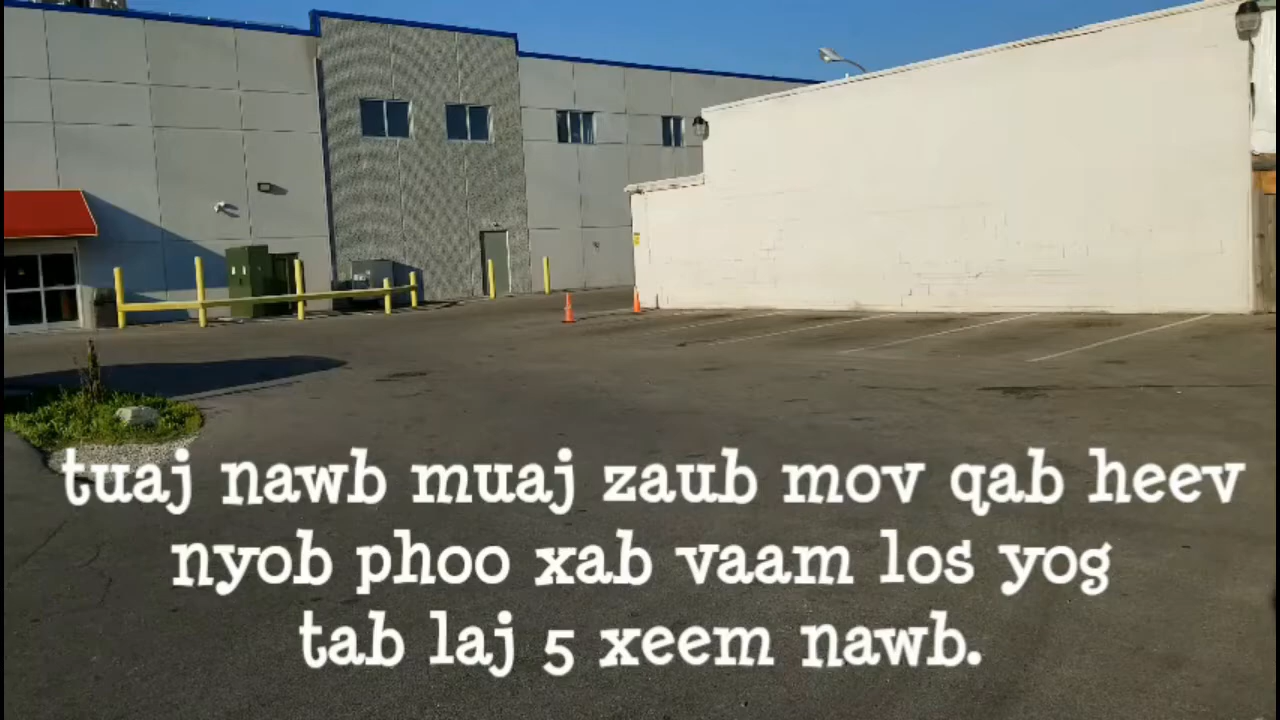 tuaj nawb muaj zaub mov qab heev
nyob phoo xab vaam los yog
tab laj 5 xeem nawb.